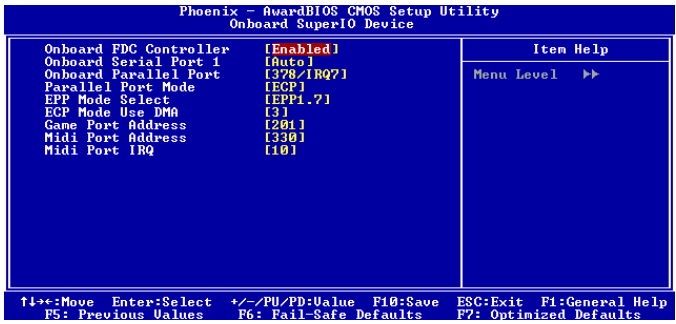 Phoenix - AwardBIOS CMOS Setup Utility
Onboard SuperIO Device
Onboard FDC Controller [Enabled]
Onboard Serial Port 1 [Auto]
Onboard Parallel Port [378/IRQ7]
Parallel Port Mode [ECP]
EPP Mode Select [EPP1.7]
ECP Mode Use DMA [3]
Game Port Address [201]
Midi Port Address [330]
Midi Port IRQ [10]
Item Help
Menu Level ►►
↑↓→←:Move Enter:Select +/-/PU/PD:Value F10:Save ESC:Exit F1:General Help
F5: Previous Values F6: Fail-Safe Defaults F7: Optimized Defaults